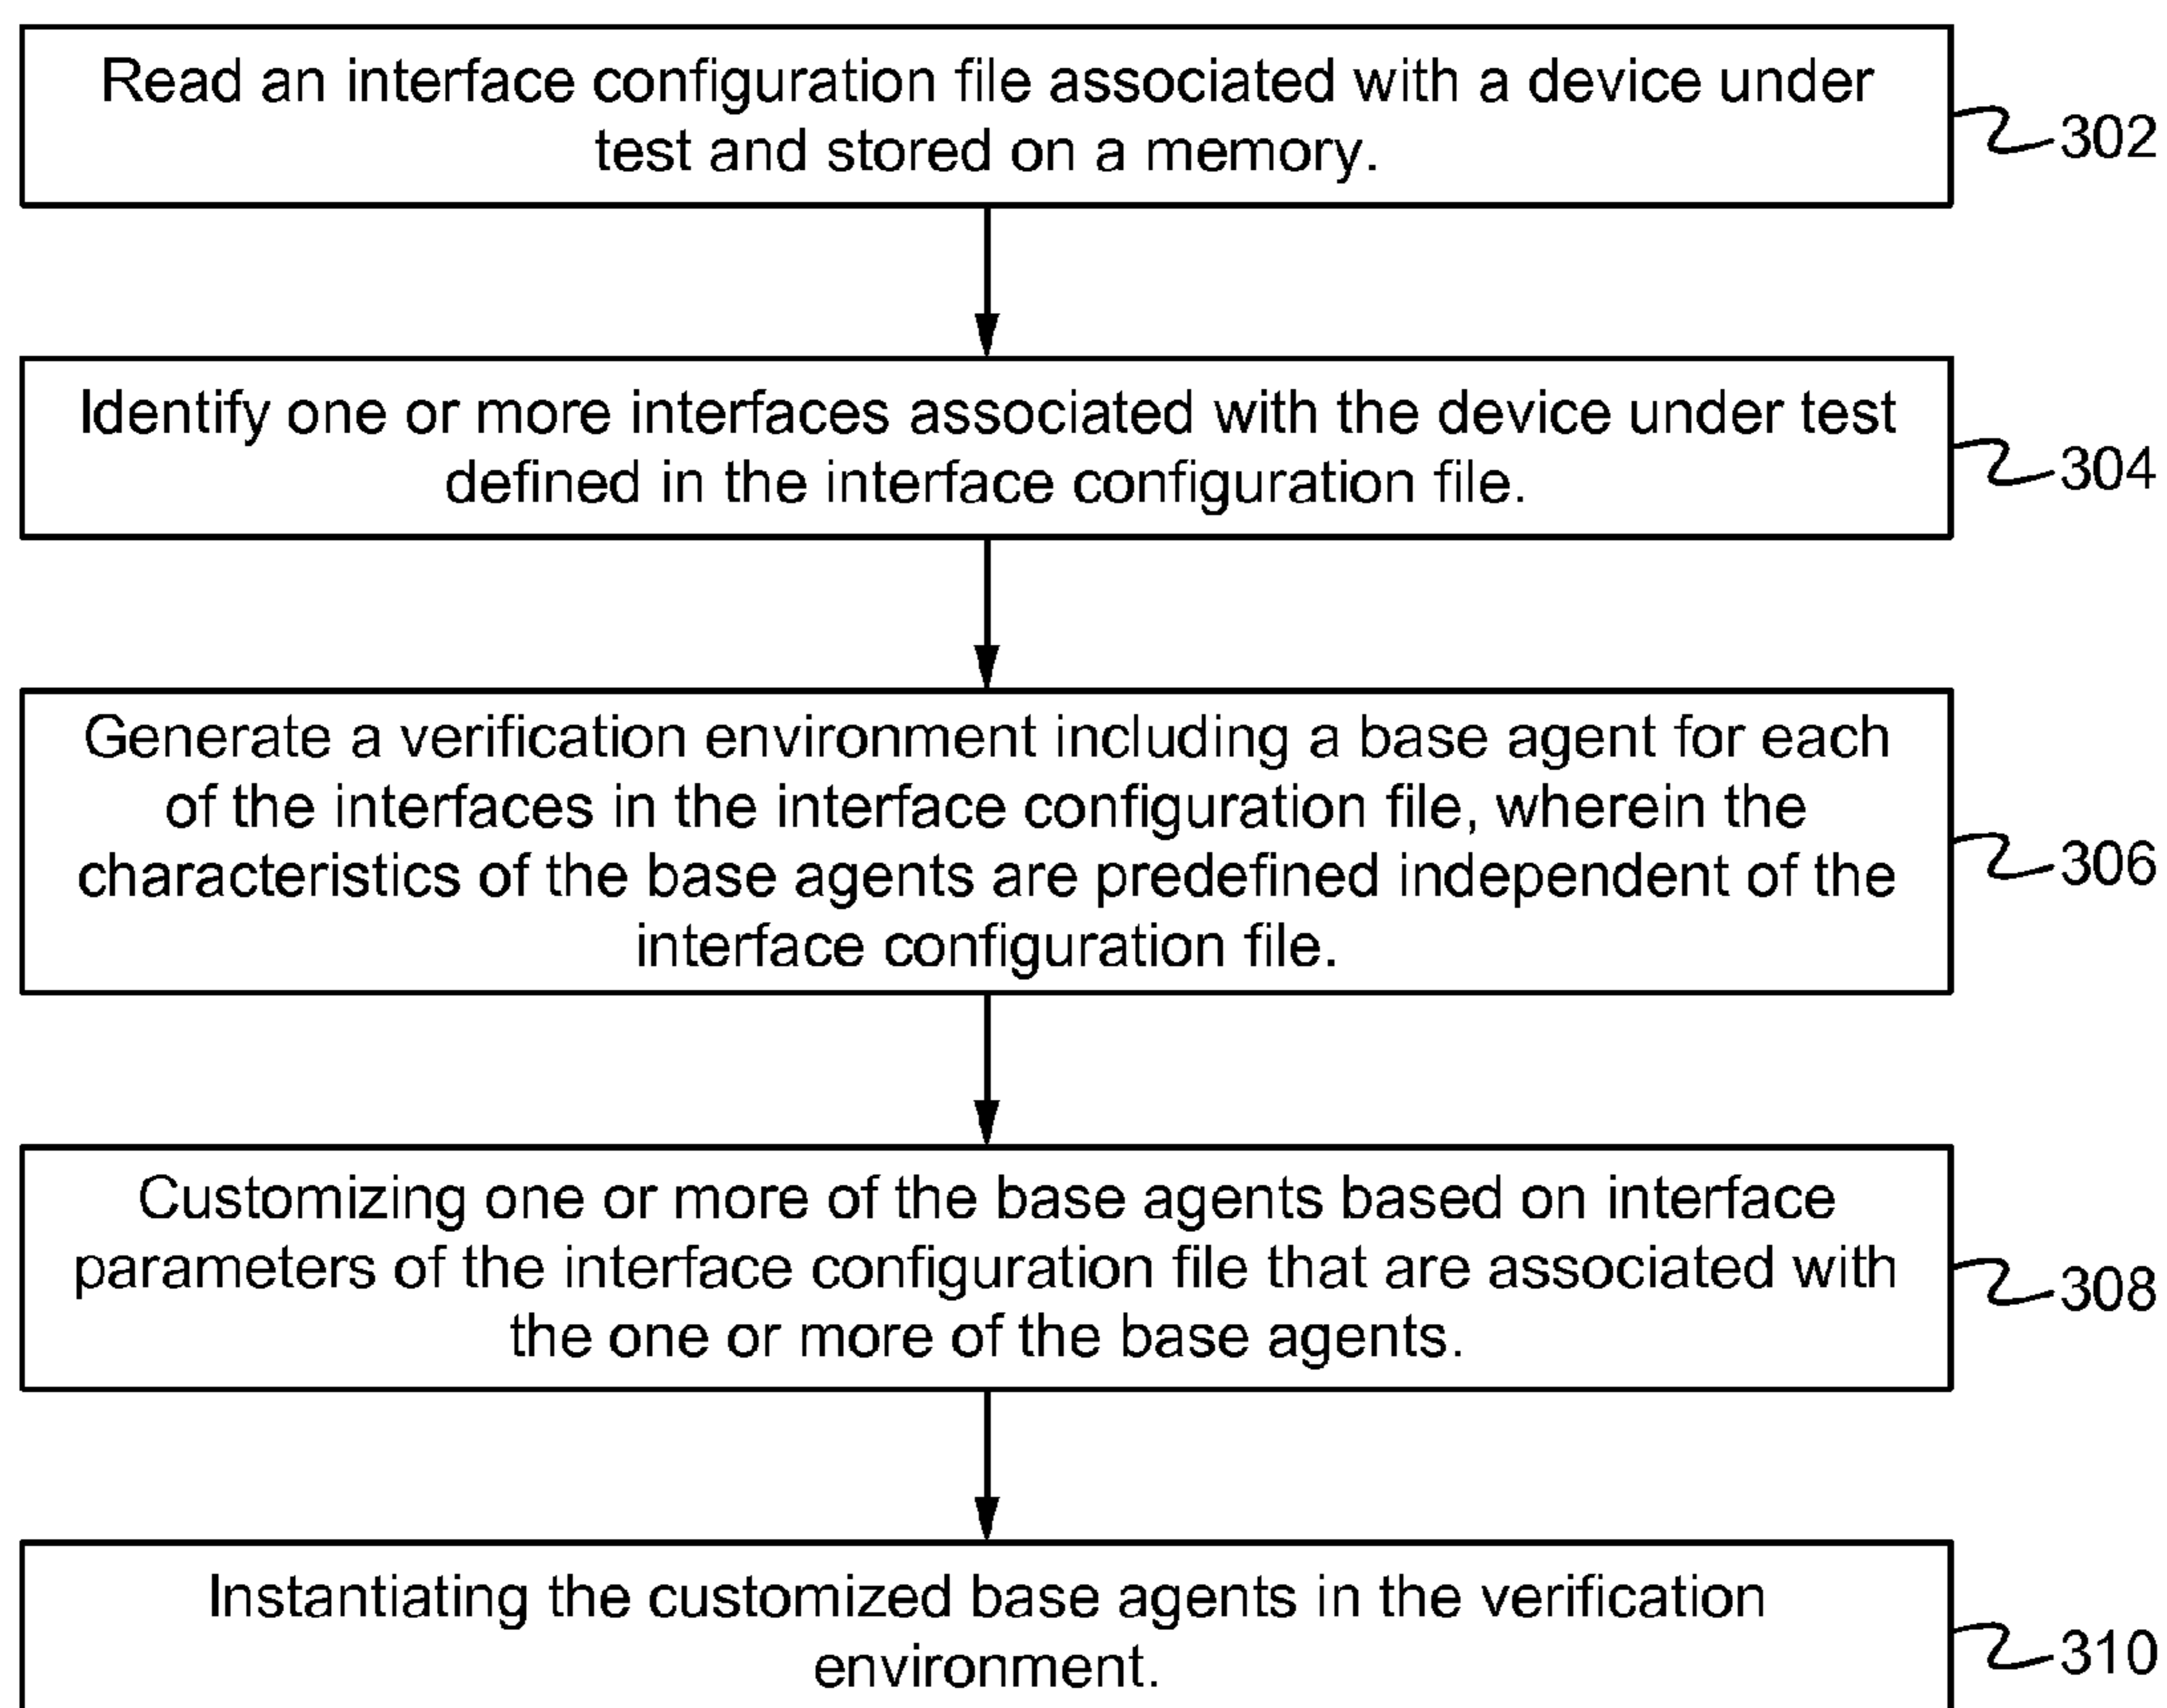 Read an interface configuration file associated with a device under
test and stored on a memory.
302
Identify one or more interfaces associated with the device under test
defined in the interface configuration file.
304
Generate a verification environment including a base agent for each
of the interfaces in the interface configuration file, wherein the
characteristics of the base agents are predefined independent of the
interface configuration file.
306
Customizing one or more of the base agents based on interface
parameters of the interface configuration file that are associated with
the one or more of the base agents.
308
Instantiating the customized base agents in the verification
environment.
310